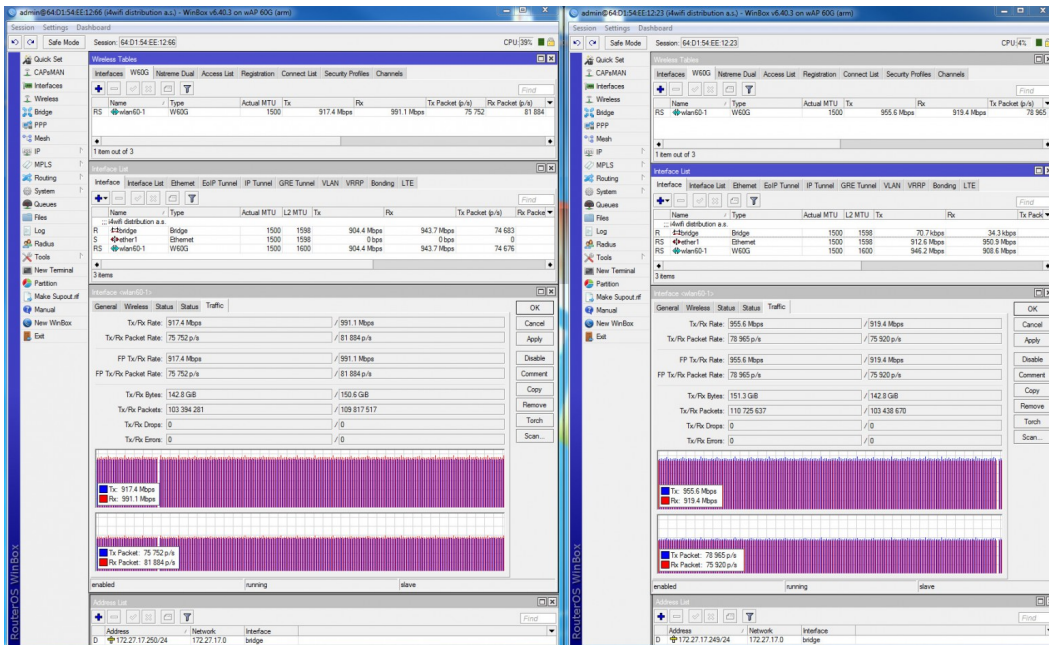 admin@64:D1:54:EE:12:66 (i4wifi distribution a.s.) - WinBox v6.40.3 on wAP 60G (arm)
Session Settings Dashboard
Safe Mode Session: 64:D1:54:EE:12:66 CPU: 39%
Quick Set
CAPsMAN
Interfaces
Wireless
Bridge
PPP
Mesh
IP
MPLS
Routing
System
Queues
Files
Log
Radius
Tools
New Terminal
Partition
Make Supout.rif
Manual
New WinBox
Exit
RouterOS WinBox
Wireless Tables
Interfaces W60G Nstreme Dual Access List Registration Connect List Security Profiles Channels
Find
Name / Type Actual MTU Tx Rx Tx Packet (p/s) Rx Packet (p/s)
RS wlan60-1 W60G 1500 917.4 Mbps 991.1 Mbps 75 752 81 884
1 item out of 3
Interface List
Interface Interface List Ethernet EoIP Tunnel IP Tunnel GRE Tunnel VLAN VRRP Bonding LTE
Find
Name / Type Actual MTU L2 MTU Tx Rx Tx Packet (p/s) Rx Packe
::: i4wifi distribution a.s.
R bridge Bridge 1500 1598 904.4 Mbps 943.7 Mbps 74 683
S ether1 Ethernet 1500 1598 0 bps 0 bps 0
RS wlan60-1 W60G 1500 1600 904.4 Mbps 943.7 Mbps 74 676
3 items
Interface <wlan60-1>
General Wireless Status Status Traffic
OK
Cancel
Apply
Disable
Comment
Copy
Remove
Torch
Scan...
Tx/Rx Rate: 917.4 Mbps / 991.1 Mbps
Tx/Rx Packet Rate: 75 752 p/s / 81 884 p/s
FP Tx/Rx Rate: 917.4 Mbps / 991.1 Mbps
FP Tx/Rx Packet Rate: 75 752 p/s / 81 884 p/s
Tx/Rx Bytes: 142.8 GiB / 150.6 GiB
Tx/Rx Packets: 103 394 281 / 109 817 517
Tx/Rx Drops: 0 / 0
Tx/Rx Errors: 0 / 0
Tx: 917.4 Mbps
Rx: 991.1 Mbps
Tx Packet: 75 752 p/s
Rx Packet: 81 884 p/s
enabled running slave
Address List
Find
Address / Network Interface
D 172.27.17.250/24 172.27.17.0 bridge
admin@64:D1:54:EE:12:23 (i4wifi distribution a.s.) - WinBox v6.40.3 on wAP 60G (arm)
Session Settings Dashboard
Safe Mode Session: 64:D1:54:EE:12:23 CPU: 4%
Quick Set
CAPsMAN
Interfaces
Wireless
Bridge
PPP
Mesh
IP
MPLS
Routing
System
Queues
Files
Log
Radius
Tools
New Terminal
Partition
Make Supout.rif
Manual
New WinBox
Exit
RouterOS WinBox
Wireless Tables
Interfaces W60G Nstreme Dual Access List Registration Connect List Security Profiles Channels
Find
Name / Type Actual MTU Tx Rx Tx Packet (p/s)
RS wlan60-1 W60G 1500 955.6 Mbps 919.4 Mbps 78 965
1 item out of 3
Interface List
Interface Interface List Ethernet EoIP Tunnel IP Tunnel GRE Tunnel VLAN VRRP Bonding LTE
Find
Name / Type Actual MTU L2 MTU Tx Rx Tx Pack
::: i4wifi distribution a.s.
R bridge Bridge 1500 1598 70.7 kbps 34.3 kbps
RS ether1 Ethernet 1500 1598 912.6 Mbps 950.9 Mbps
RS wlan60-1 W60G 1500 1600 946.2 Mbps 908.6 Mbps
3 items
Interface <wlan60-1>
General Wireless Status Status Traffic
OK
Cancel
Apply
Disable
Comment
Copy
Remove
Torch
Scan...
Tx/Rx Rate: 955.6 Mbps / 919.4 Mbps
Tx/Rx Packet Rate: 78 965 p/s / 75 920 p/s
FP Tx/Rx Rate: 955.6 Mbps / 919.4 Mbps
FP Tx/Rx Packet Rate: 78 965 p/s / 75 920 p/s
Tx/Rx Bytes: 151.3 GiB / 142.8 GiB
Tx/Rx Packets: 110 725 637 / 103 438 670
Tx/Rx Drops: 0 / 0
Tx/Rx Errors: 0 / 0
Tx: 955.6 Mbps
Rx: 919.4 Mbps
Tx Packet: 78 965 p/s
Rx Packet: 75 920 p/s
enabled running slave
Address List
Find
Address / Network Interface
D 172.27.17.249/24 172.27.17.0 bridge